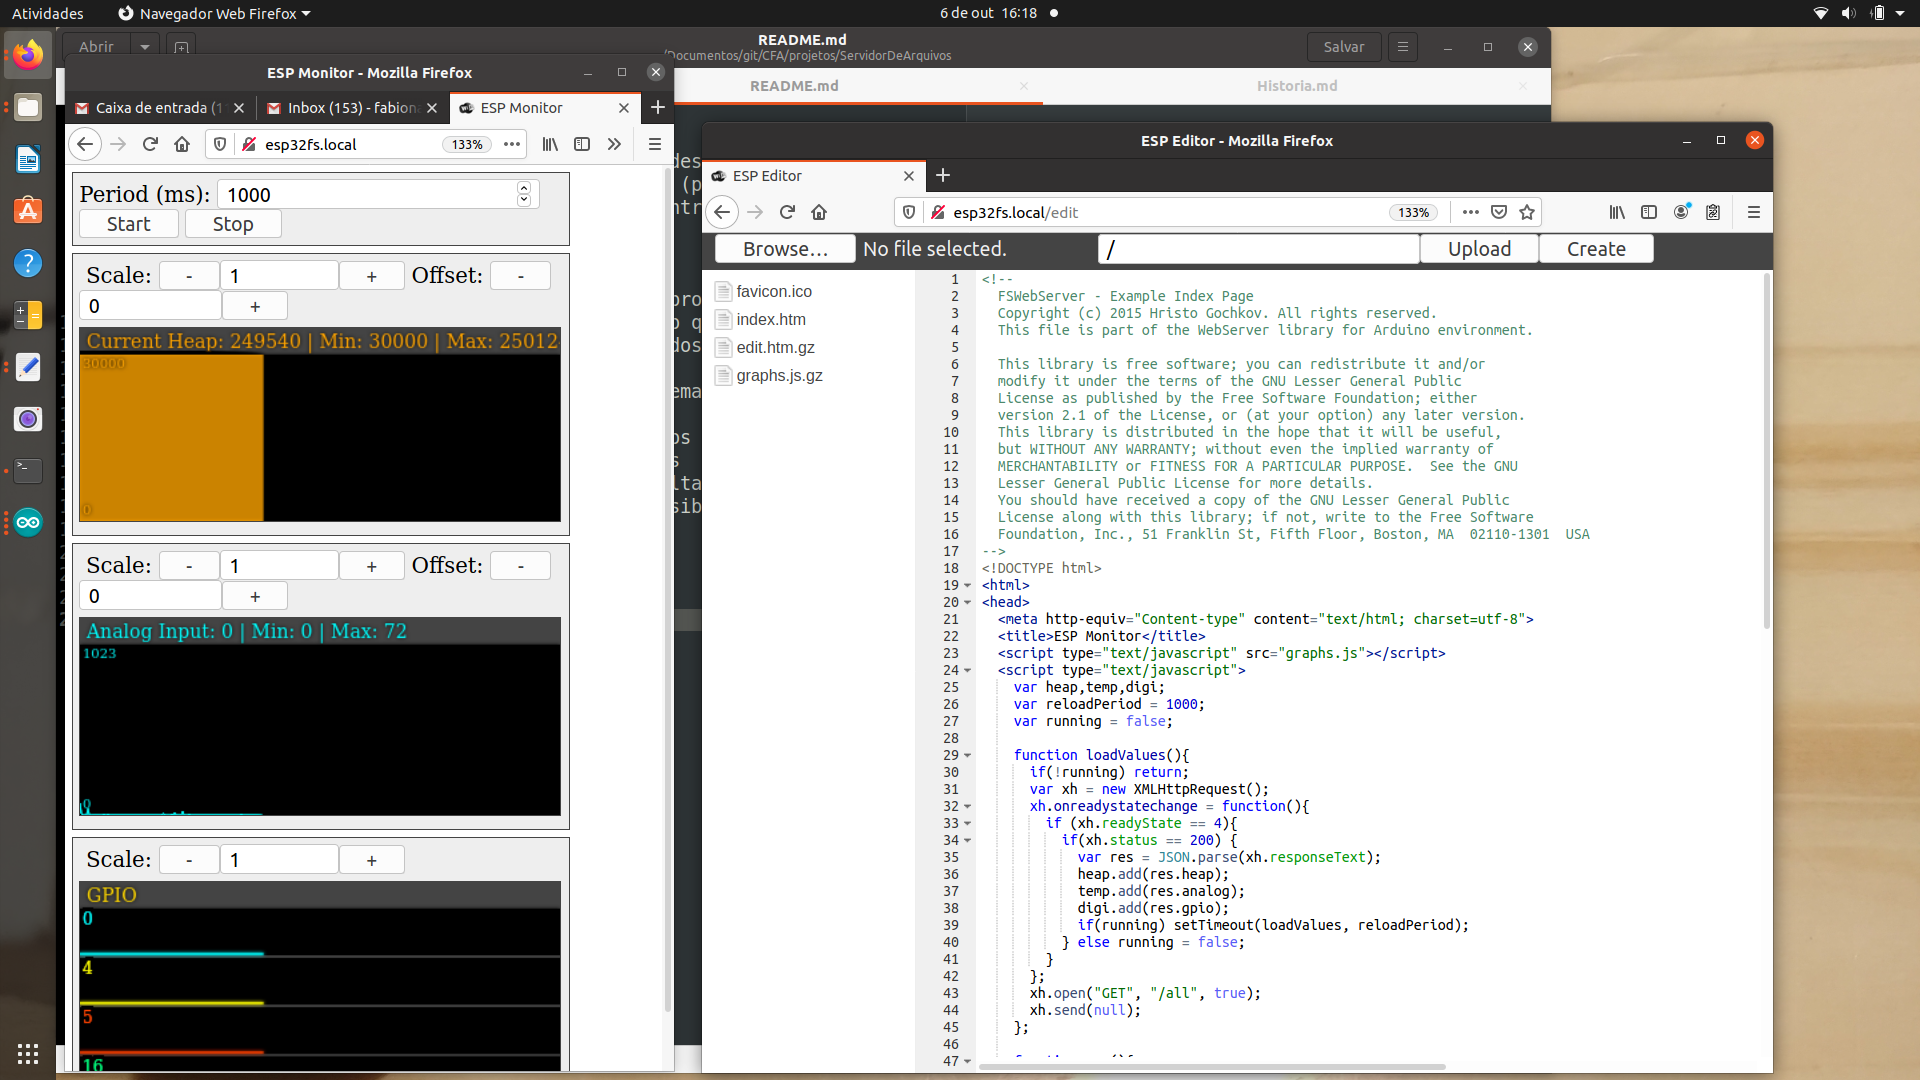 Atividades
Navegador Web Firefox
6 de out 16:18
Abrir
README.md
/Documentos/git/CFA/projetos/ServidorDeArquivos
Salvar
README.md
Historia.md
ESP Monitor - Mozilla Firefox
Caixa de entrada (1
Inbox (153) - fabion
ESP Monitor
esp32fs.local
133%
Period (ms): 1000
Start Stop
Scale: - 1 + Offset: -
0 +
Current Heap: 249540 | Min: 30000 | Max: 25012
30000
0
Scale: - 1 + Offset: -
0 +
Analog Input: 0 | Min: 0 | Max: 72
1023
0
Scale: - 1 +
GPIO
0
4
5
16
des
(p
ntr
pro
o q
dos
ema
os
s
lta
sib
ESP Editor - Mozilla Firefox
ESP Editor
esp32fs.local/edit
133%
Browse... No file selected. / Upload Create
favicon.ico
index.htm
edit.htm.gz
graphs.js.gz
1 <!--
2 FSWebServer - Example Index Page
3 Copyright (c) 2015 Hristo Gochkov. All rights reserved.
4 This file is part of the WebServer library for Arduino environment.
5
6 This library is free software; you can redistribute it and/or
7 modify it under the terms of the GNU Lesser General Public
8 License as published by the Free Software Foundation; either
9 version 2.1 of the License, or (at your option) any later version.
10 This library is distributed in the hope that it will be useful,
11 but WITHOUT ANY WARRANTY; without even the implied warranty of
12 MERCHANTABILITY or FITNESS FOR A PARTICULAR PURPOSE.  See the GNU
13 Lesser General Public License for more details.
14 You should have received a copy of the GNU Lesser General Public
15 License along with this library; if not, write to the Free Software
16 Foundation, Inc., 51 Franklin St, Fifth Floor, Boston, MA  02110-1301  USA
17 -->
18 <!DOCTYPE html>
19 <html>
20 <head>
21 <meta http-equiv="Content-type" content="text/html; charset=utf-8">
22 <title>ESP Monitor</title>
23 <script type="text/javascript" src="graphs.js"></script>
24 <script type="text/javascript">
25 var heap,temp,digi;
26 var reloadPeriod = 1000;
27 var running = false;
28
29 function loadValues(){
30 if(!running) return;
31 var xh = new XMLHttpRequest();
32 xh.onreadystatechange = function(){
33 if (xh.readyState == 4){
34 if(xh.status == 200) {
35 var res = JSON.parse(xh.responseText);
36 heap.add(res.heap);
37 temp.add(res.analog);
38 digi.add(res.gpio);
39 if(running) setTimeout(loadValues, reloadPeriod);
40 } else running = false;
41 }
42 };
43 xh.open("GET", "/all", true);
44 xh.send(null);
45 };
46
47